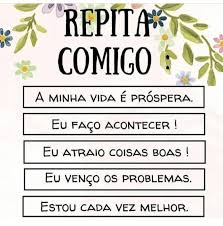 REPITA
COMIGO :
A MINHA VIDA É PRÓSPERA.
EU FAÇO ACONTECER !
EU ATRAIO COISAS BOAS !
EU VENÇO OS PROBLEMAS.
ESTOU CADA VEZ MELHOR.